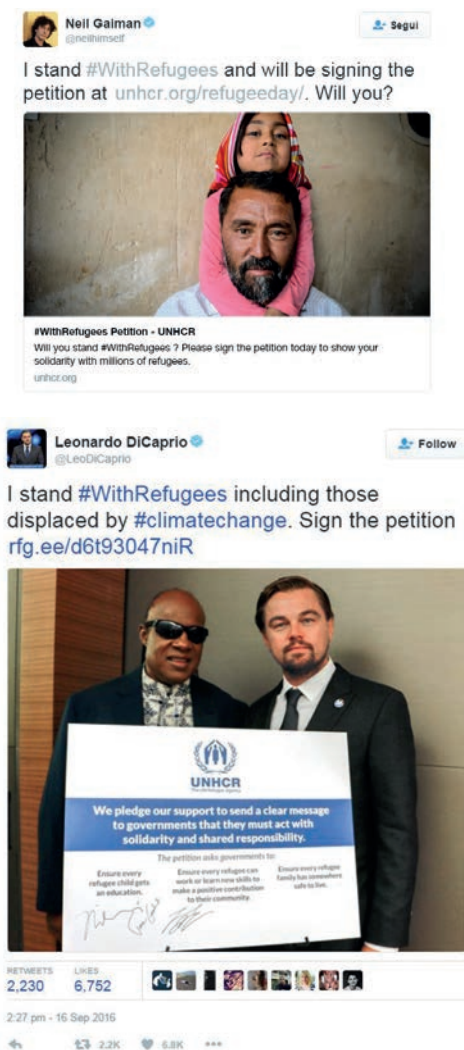 Neil Gaiman
@neilhimself
Segui
I stand #WithRefugees and will be signing the
petition at unhcr.org/refugeeday/. Will you?
#WithRefugees Petition - UNHCR
Will you stand #WithRefugees ? Please sign the petition today to show your
solidarity with millions of refugees.
unhcr.org
Leonardo DiCaprio
@LeoDiCaprio
Follow
I stand #WithRefugees including those
displaced by #climatechange. Sign the petition
rfg.ee/d6t93047niR
UNHCR
The UN Refugee Agency
We pledge our support to send a clear message
to governments that they must act with
solidarity and shared responsibility.
The petition asks governments to:
Ensure every
refugee child gets
an education.
Ensure every refugee can
work or learn new skills to
make a positive contribution
to their community.
Ensure every refugee
family has somewhere
safe to live.
RETWEETS
LIKES
2,230
6,752
2:27 pm - 16 Sep 2016
2.2K
6.8K